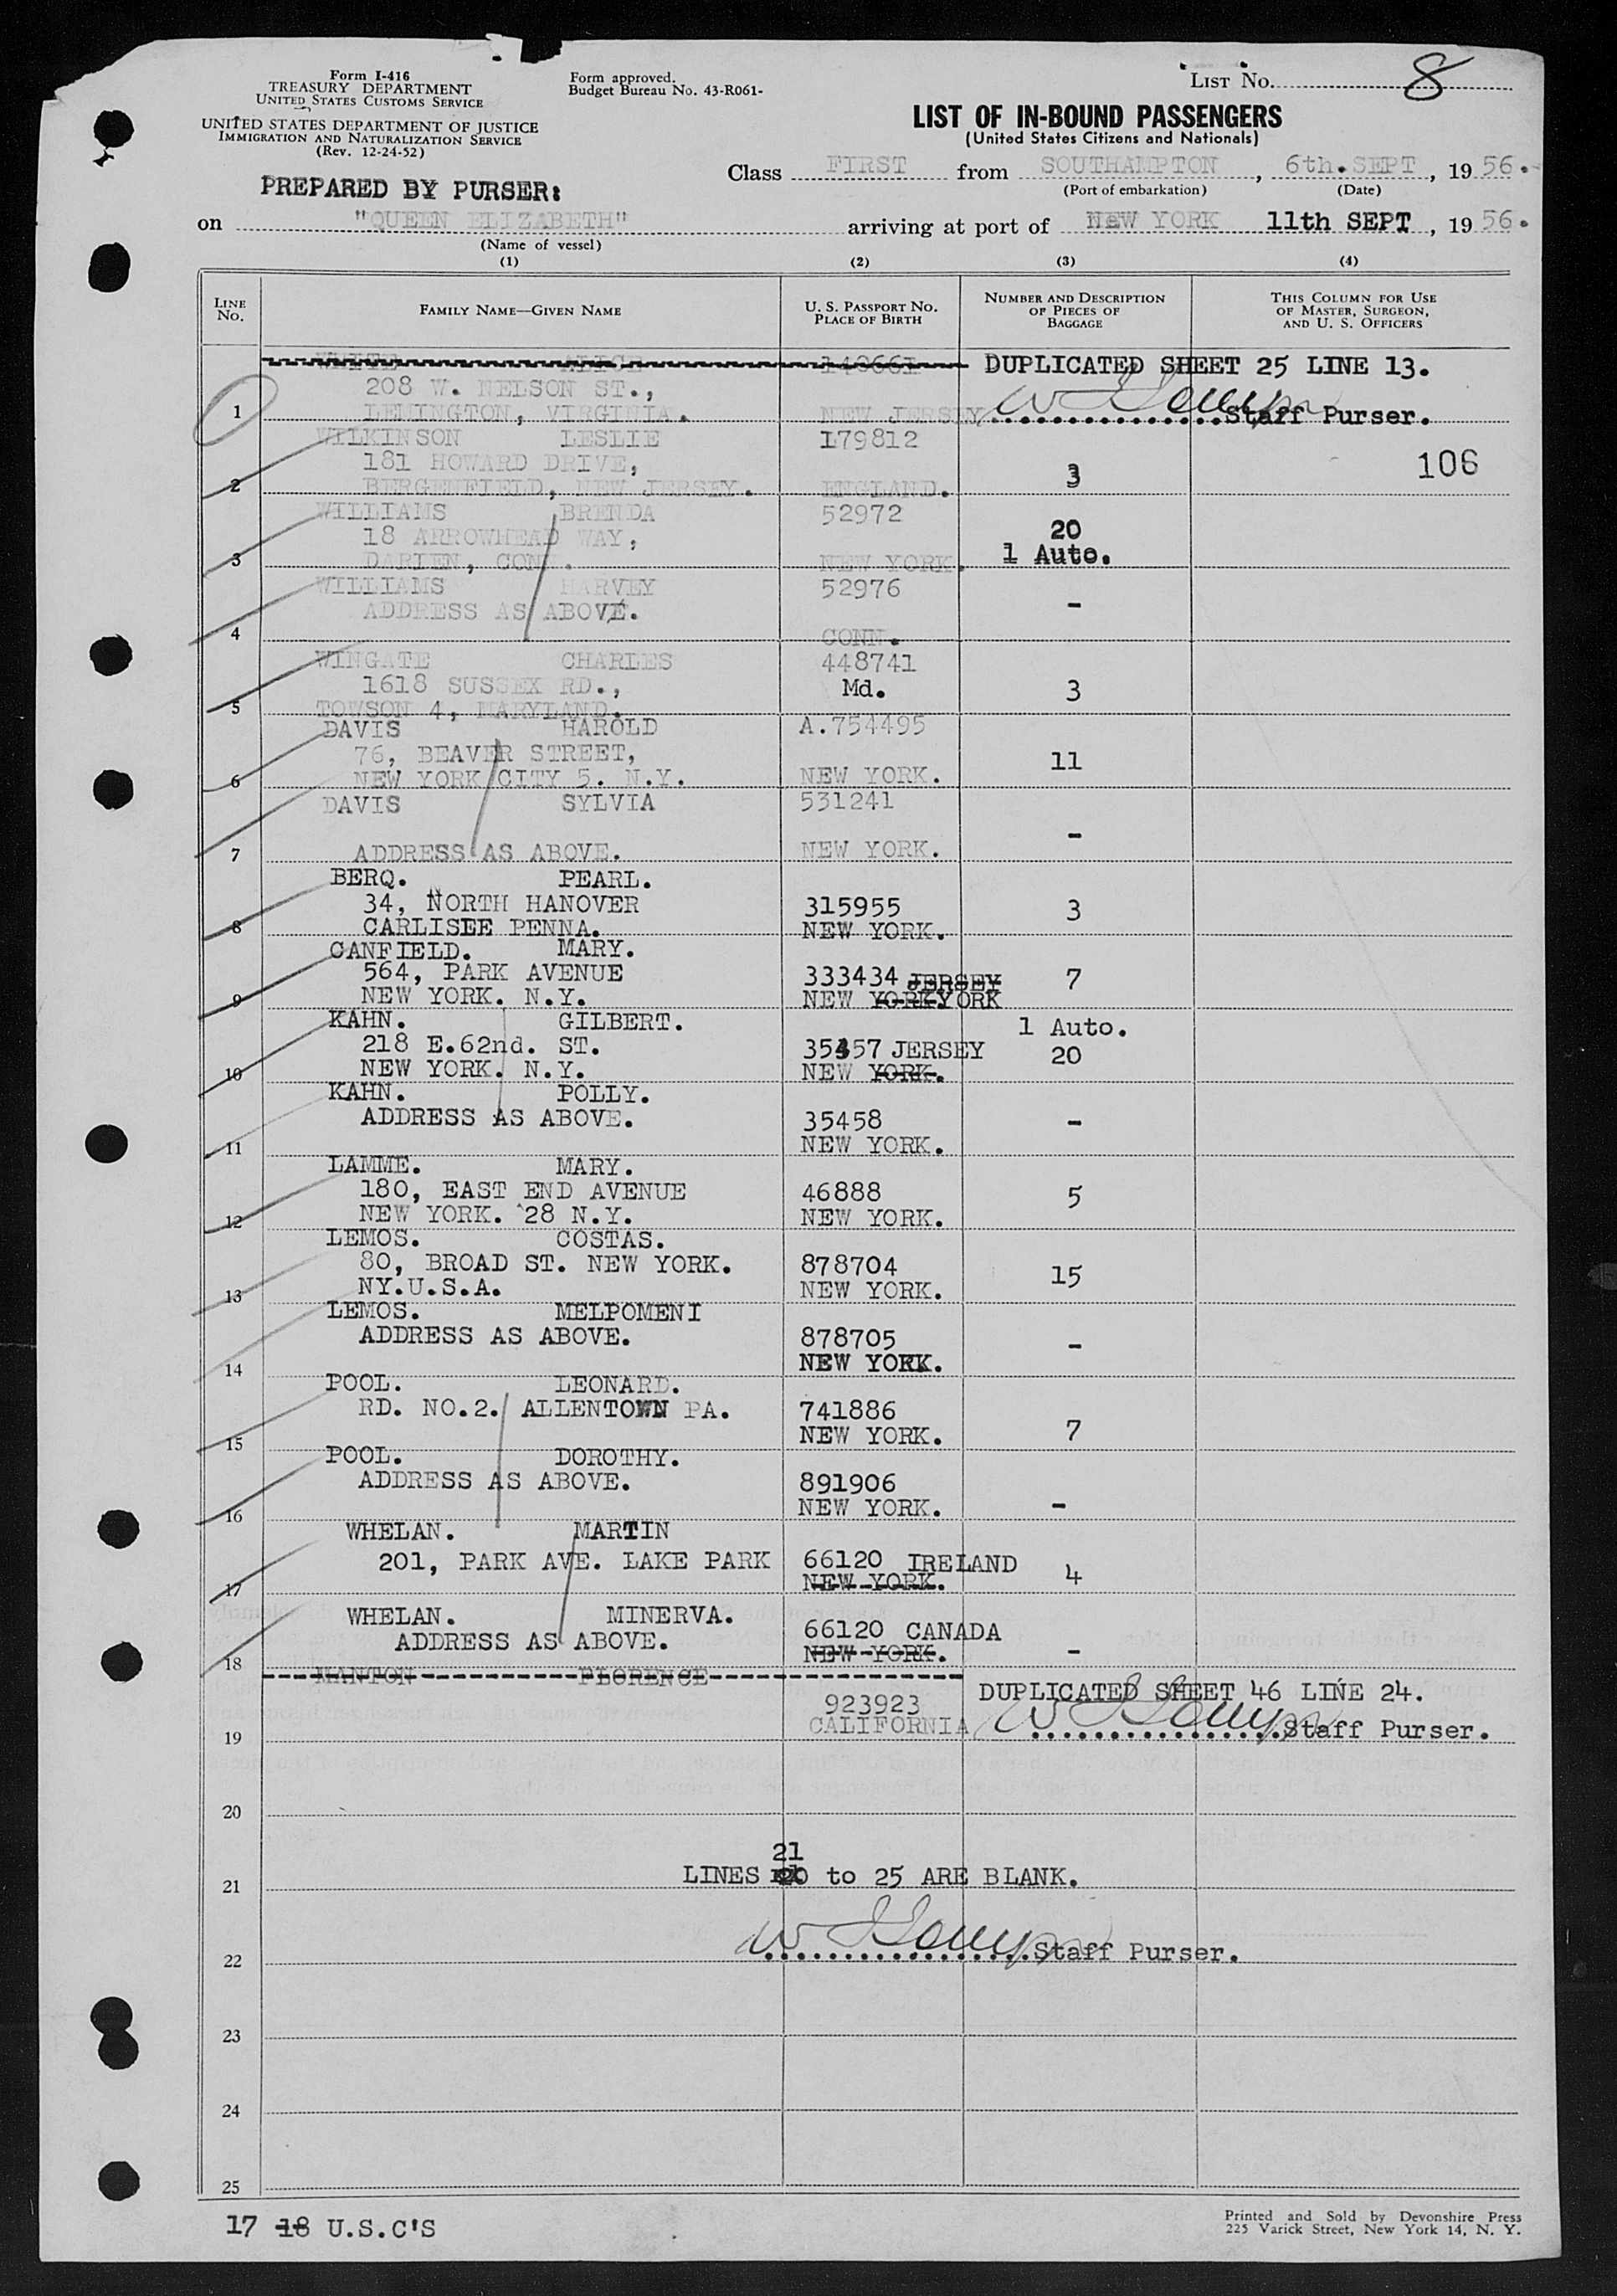 Form I-416
TREASURY DEPARTMENT
UNITED STATES CUSTOMS SERVICE
UNITED STATES DEPARTMENT OF JUSTICE
IMMIGRATION AND NATURALIZATION SERVICE
(Rev. 12-24-52)
Form approved.
Budget Bureau No. 43-R061-
LIST NO. 8
LIST OF IN-BOUND PASSENGERS
(United States Citizens and Nationals)
Class FIRST from SOUTHAMPTON, 6th.SEPT, 1956.
(Port of embarkation) (Date)
PREPARED BY PURSER:
on "QUEEN ELIZABETH" arriving at port of NeW YORK 11th SEPT, 1956.
(Name of vessel)
(1) (2) (3) (4)
LINE NO. FAMILY NAME—GIVEN NAME U. S. PASSPORT NO. PLACE OF BIRTH NUMBER AND DESCRIPTION OF PIECES OF BAGGAGE THIS COLUMN FOR USE OF MASTER, SURGEON, AND U. S. OFFICERS
WHITE ALICE 140661 DUPLICATED SHEET 25 LINE 13.
208 W. NELSON ST.,
1 LEMINGTON, VIRGINIA. NEW JERSEY Staff Purser.
WILKINSON LESLIE 179812
181 HOWARD DRIVE, 3 106
2 BERGENFIELD, NEW JERSEY. ENGLAND.
WILLIAMS BRENDA 52972
18 ARROWHEAD WAY, 20
3 DARIEN, CONN. NEW YORK. 1 Auto.
WILLIAMS HARVEY 52976
ADDRESS AS ABOVE. -
4 CONN.
WINGATE CHARLES 448741
1618 SUSSEX RD., Md. 3
5 TOWSON 4, MARYLAND.
DAVIS HAROLD A.754495
76, BEAVER STREET, 11
6 NEW YORK CITY 5. N.Y. NEW YORK.
DAVIS SYLVIA 531241
-
7 ADDRESS AS ABOVE. NEW YORK.
BERQ. PEARL.
34, NORTH HANOVER 315955 3
8 CARLISEE PENNA. NEW YORK.
CANFIELD. MARY.
564, PARK AVENUE 333434 JERSEY 7
9 NEW YORK. N.Y. NEW YORK.YORK
KAHN. GILBERT. 1 Auto.
218 E.62nd. ST. 35457 JERSEY 20
10 NEW YORK. N.Y. NEW YORK.
KAHN. POLLY.
ADDRESS AS ABOVE. 35458 -
11 NEW YORK.
LAMME. MARY.
180, EAST END AVENUE 46888 5
12 NEW YORK. 28 N.Y. NEW YORK.
LEMOS. COSTAS.
80, BROAD ST. NEW YORK. 878704 15
13 NY.U.S.A. NEW YORK.
LEMOS. MELPOMENI
ADDRESS AS ABOVE. 878705 -
14 NEW YORK.
POOL. LEONARD.
RD. NO.2. ALLENTOWN PA. 741886
15 NEW YORK. 7
POOL. DOROTHY.
ADDRESS AS ABOVE. 891906
16 NEW YORK. -
WHELAN. MARTIN
201, PARK AVE. LAKE PARK 66120 IRELAND 4
17 NEW YORK.
WHELAN. MINERVA.
ADDRESS AS ABOVE. 66120 CANADA -
18 NEW YORK.
MANTON FLORENCE
923923 DUPLICATED SHEET 46 LINE 24.
19 CALIFORNIA Staff Purser.
20
21
21 LINES 20 to 25 ARE BLANK.
22 Staff Purser.
23
24
25
17 18 U.S.C'S
Printed and Sold by Devonshire Press
225 Varick Street, New York 14, N. Y.